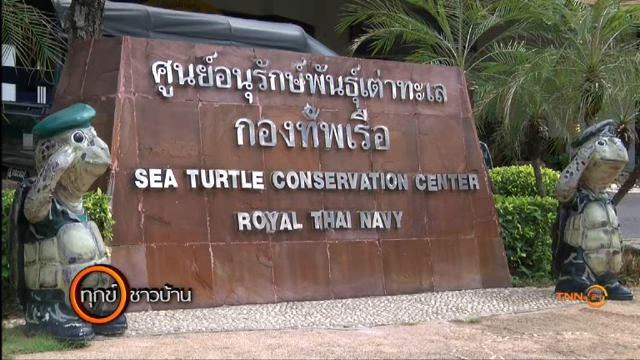 ศูนย์อนุรักษ์พันธุ์เต่าทะเล
กองทัพเรือ
SEA TURTLE CONSERVATION CENTER
ROYAL THAI NAVY
ทุกข์ ชาวบ้าน
TNN